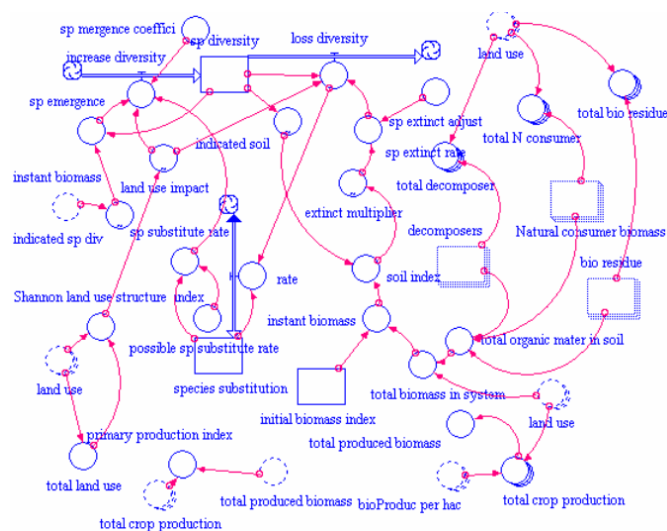 sp mergence coeffici
sp diversity
loss diversity
land use
increase diversity
total bio residue
sp emergence
sp extinct adjust
total N consumer
indicated soil
sp extinct rate
instant biomass
land use impact
total decomposer
extinct multiplier
sp substitute rate
decomposers
Natural consumer biomass
indicated sp div
bio residue
rate
soil index
Shannon land use structure index
instant biomass
possible sp substitute rate
total organic mater in soil
species substitution
land use
total biomass in system
initial biomass index
land use
primary production index
total produced biomass
total land use
total produced biomass
bioProduc per hac
total crop production
total crop production